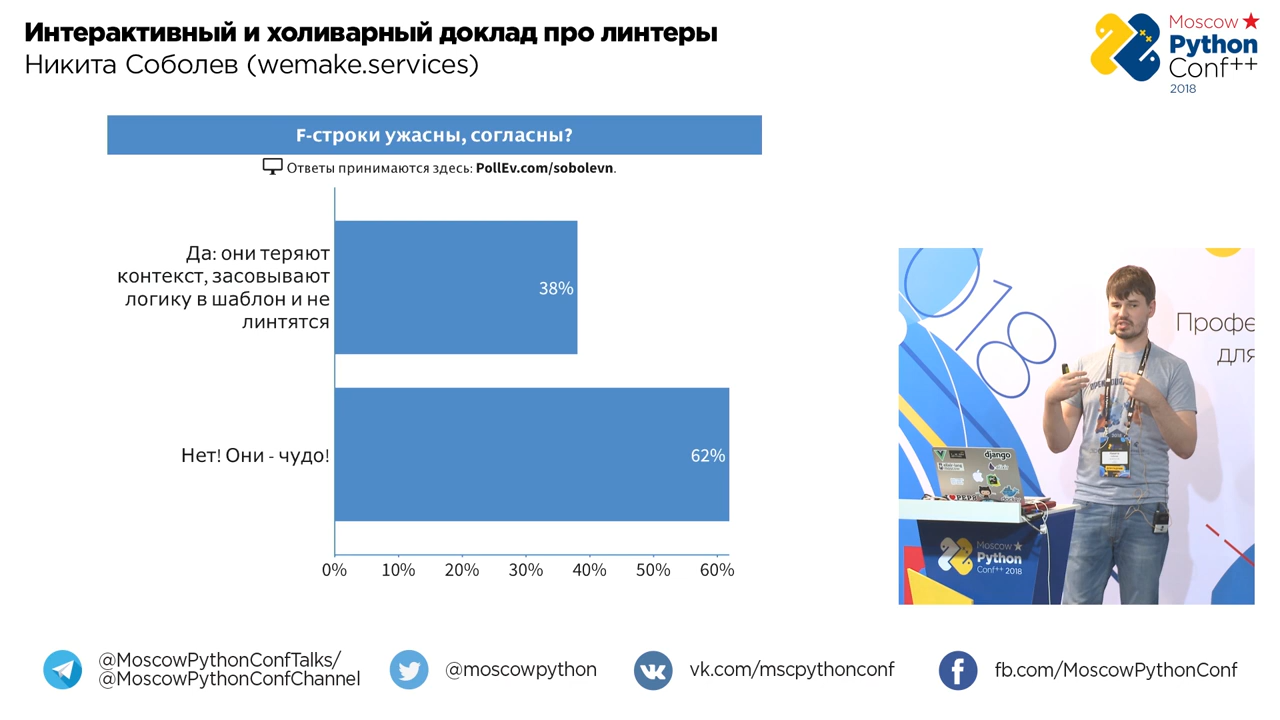 Интерактивный и холиварный доклад про линтеры
Никита Соболев (wemake.services)
Moscow
Python
Conf++
2018
F-строки ужасны, согласны?
Ответы принимаются здесь: PollEv.com/sobolevn.
Да: они теряют
контекст, засовывают
логику в шаблон и не
линтятся
38%
Нет! Они - чудо!
62%
0% 10% 20% 30% 40% 50% 60%
018
Профе
для
django
elixir
Moscow
Python
Conf++ 2018
@MoscowPythonConfTalks/
@MoscowPythonConfChannel
@moscowpython
vk.com/mscpythonconf
fb.com/MoscowPythonConf